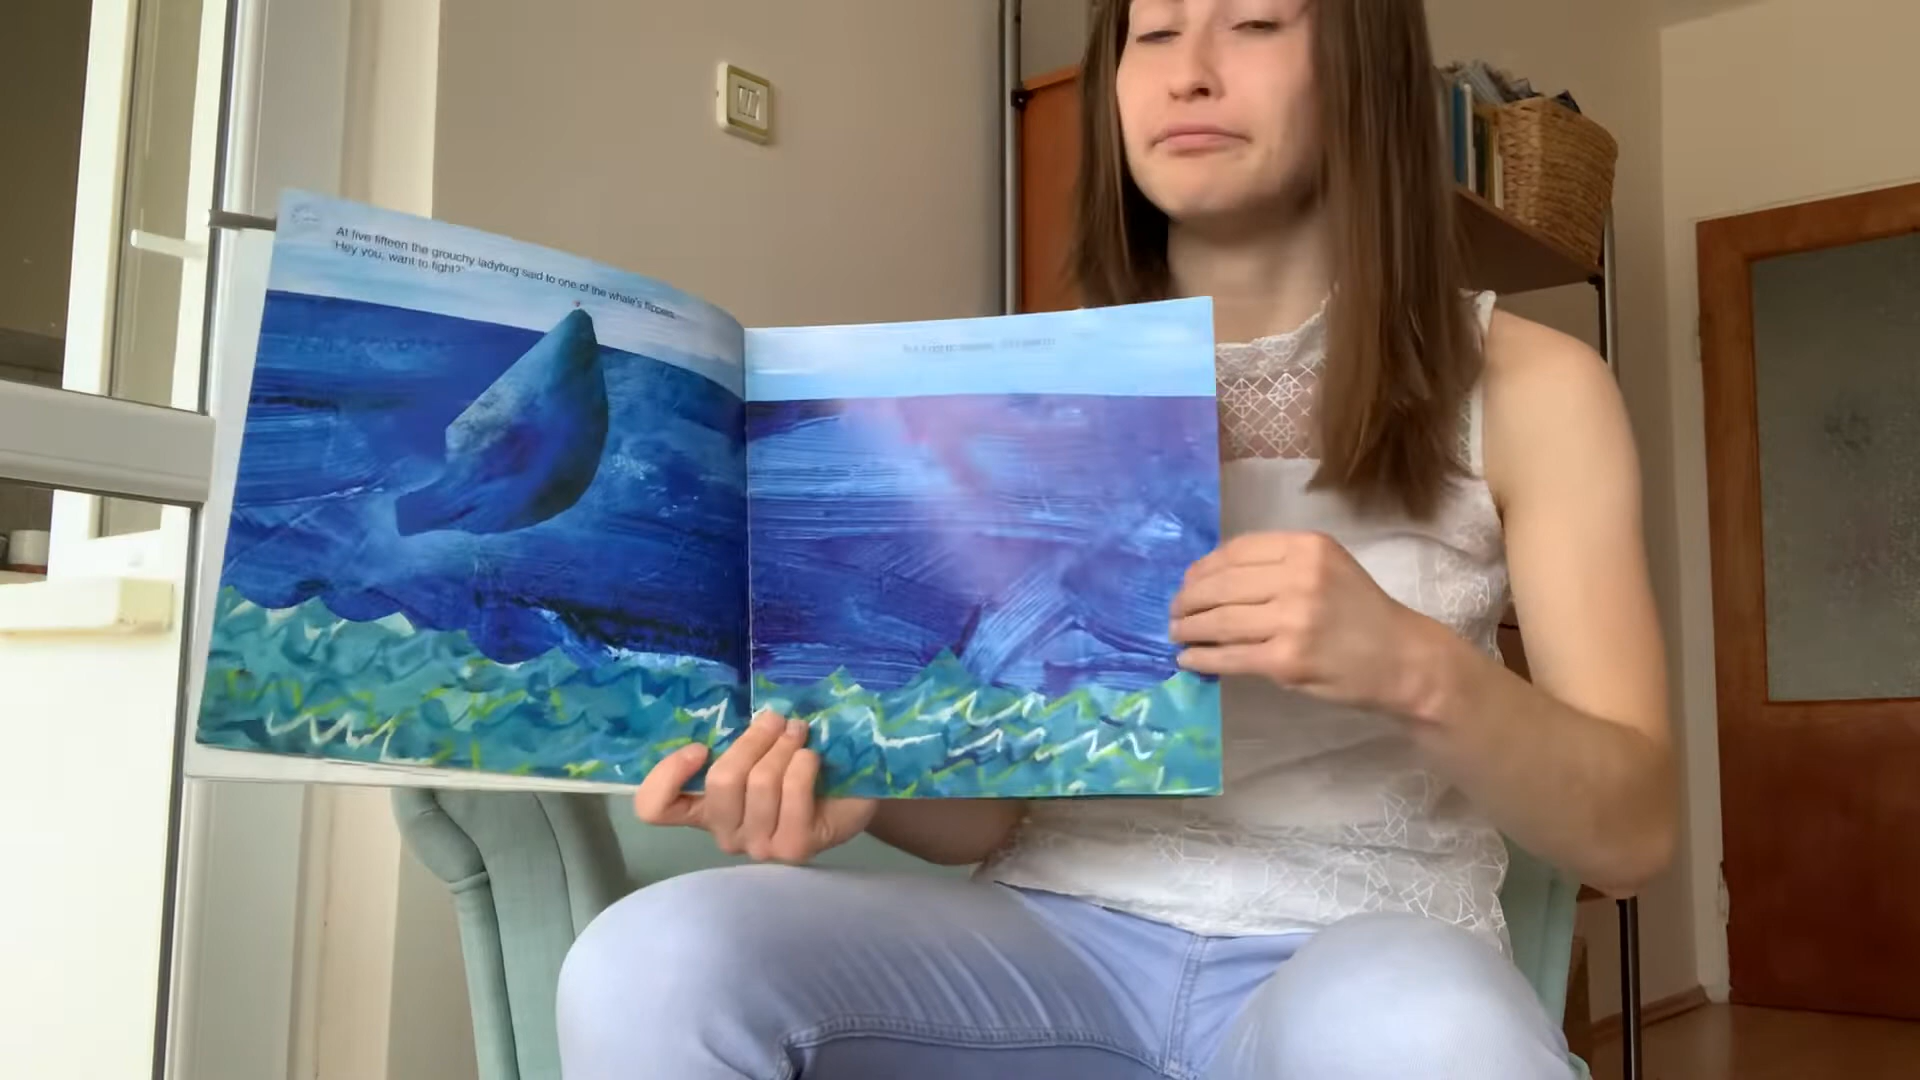 At five fifteen the grouchy ladybug said to one of the whale's flippers,
"Hey you, want to fight?"